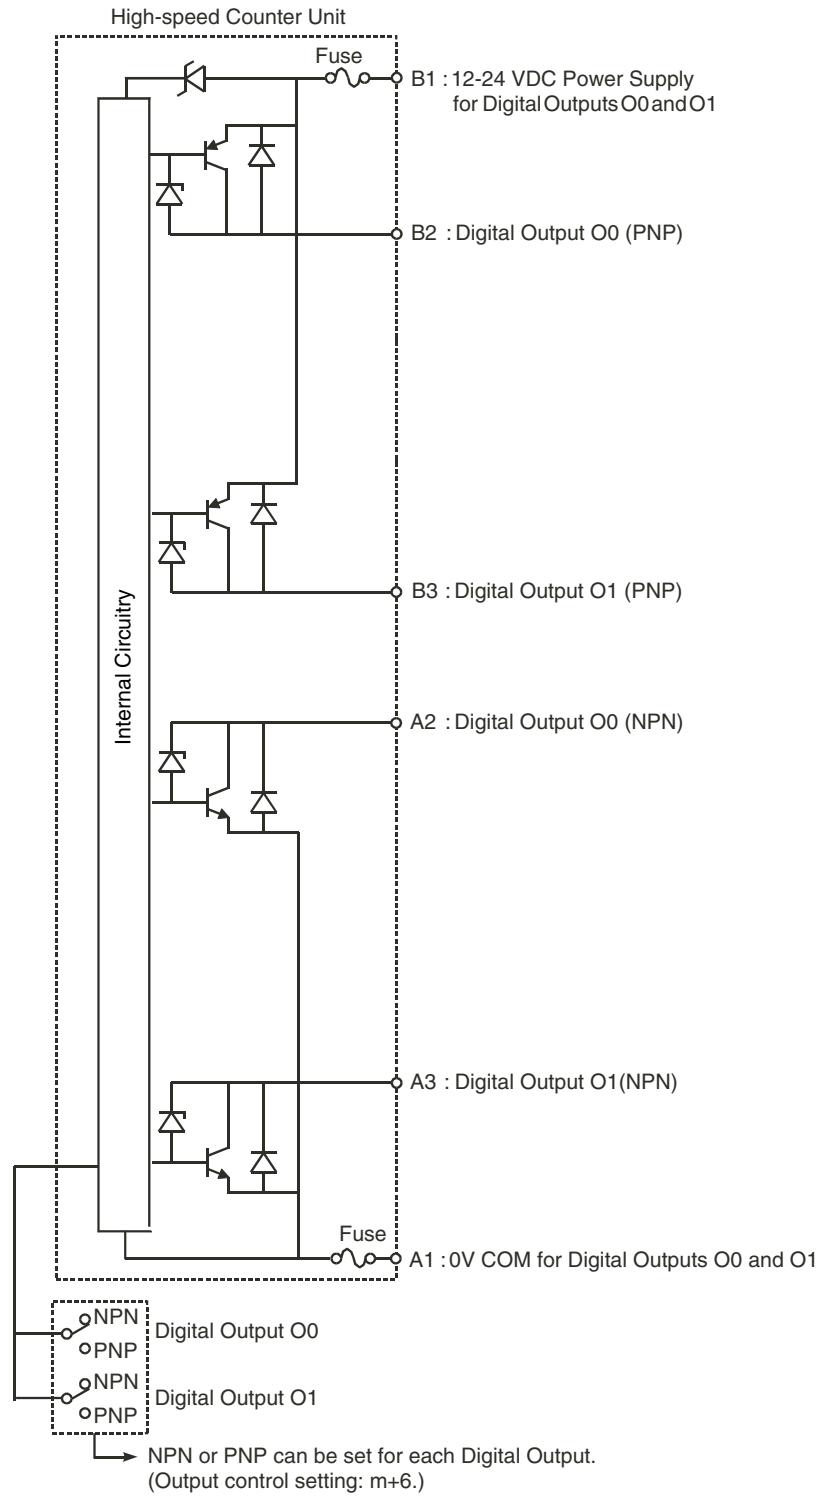 High-speed Counter Unit
Fuse
B1 : 12-24 VDC Power Supply
for Digital Outputs O0 and O1
B2 : Digital Output O0 (PNP)
B3 : Digital Output O1 (PNP)
Internal Circuitry
A2 : Digital Output O0 (NPN)
A3 : Digital Output O1(NPN)
Fuse
A1 : 0V COM for Digital Outputs O0 and O1
NPN
Digital Output O0
PNP
NPN
Digital Output O1
PNP
NPN or PNP can be set for each Digital Output.
(Output control setting: m+6.)